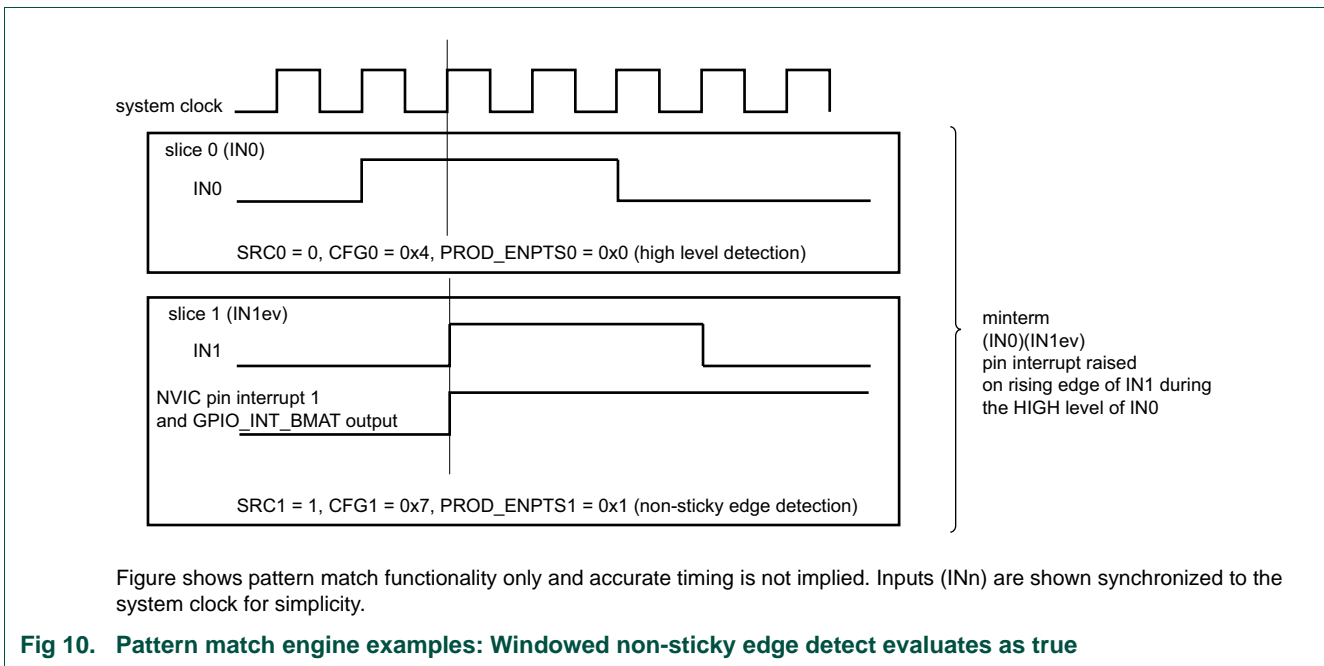 system clock
slice 0 (IN0)
IN0
SRC0 = 0, CFG0 = 0x4, PROD_ENPTS0 = 0x0 (high level detection)
slice 1 (IN1ev)
IN1
NVIC pin interrupt 1
and GPIO_INT_BMAT output
SRC1 = 1, CFG1 = 0x7, PROD_ENPTS1 = 0x1 (non-sticky edge detection)
minterm
(IN0)(IN1ev)
pin interrupt raised
on rising edge of IN1 during
the HIGH level of IN0
Figure shows pattern match functionality only and accurate timing is not implied. Inputs (INn) are shown synchronized to the
system clock for simplicity.
Fig 10. Pattern match engine examples: Windowed non-sticky edge detect evaluates as true